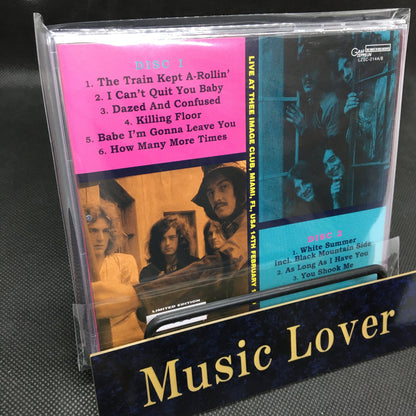 DISC 1
1. The Train Kept A-Rollin'
2. I Can't Quit You Baby
3. Dazed And Confused
4. Killing Floor
5. Babe I'm Gonna Leave You
6. How Many More Times
LIVE AT THEE IMAGE CLUB, MIAMI, FL, USA 14TH FEBRUARY
LZSC-214A/B
1. White Summer
incl. Black Mountain Side
2. As Long As I Have You
3. You Shook Me
LIMITED EDITION
Music Lover